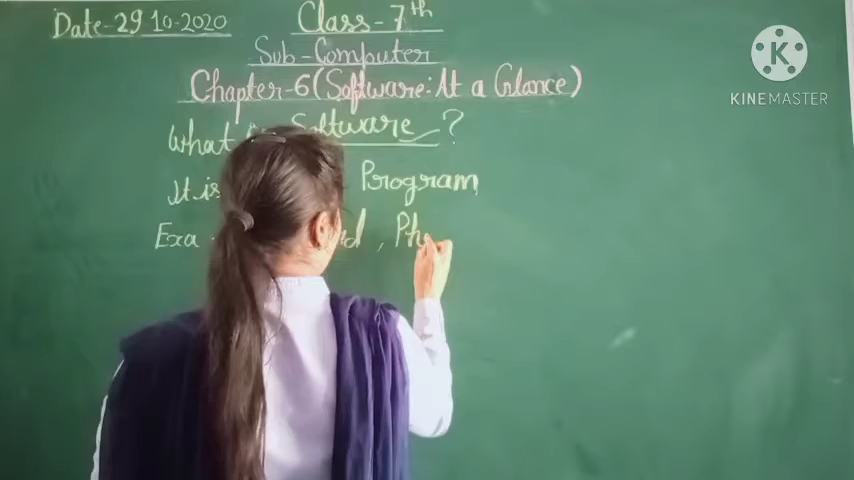 Date-29 10-2020
Class-7th
Sub-Computer
Chapter-6(Software:At a Glance)
What Software ?
It is Program,
Exa , Ph
KINEMASTER